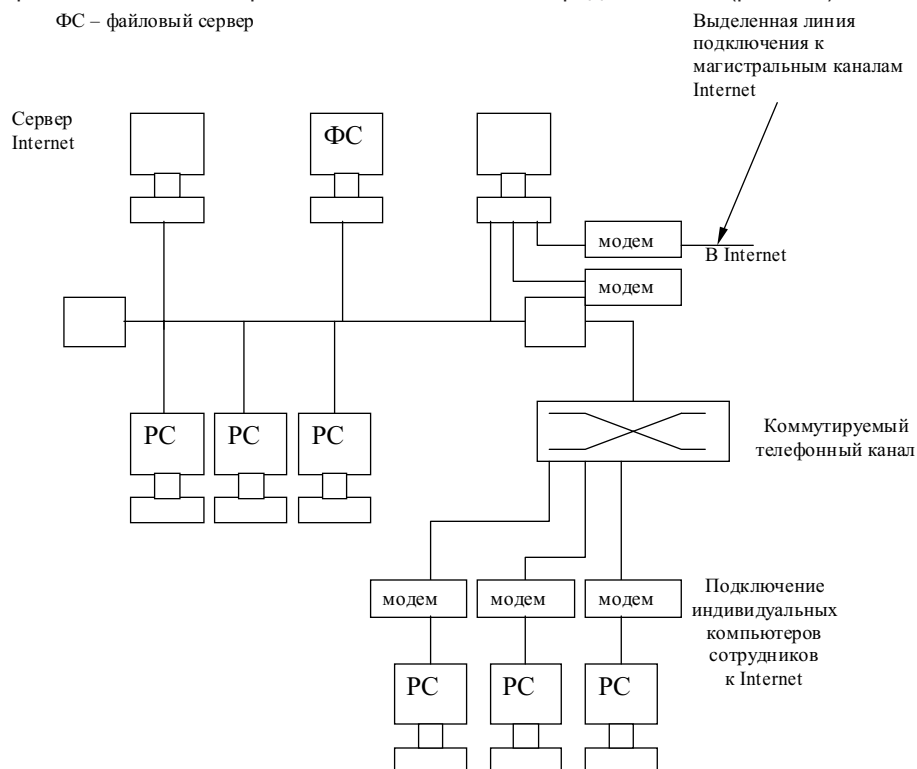 ФС – файловый сервер
Выделенная линия
подключения к
магистральным каналам
Internet
Сервер
Internet
ФС
модем
В Internet
модем
РС
РС
РС
Коммутируемый
телефонный канал
модем
модем
модем
Подключение
индивидуальных
компьютеров
сотрудников
к Internet
РС
РС
РС